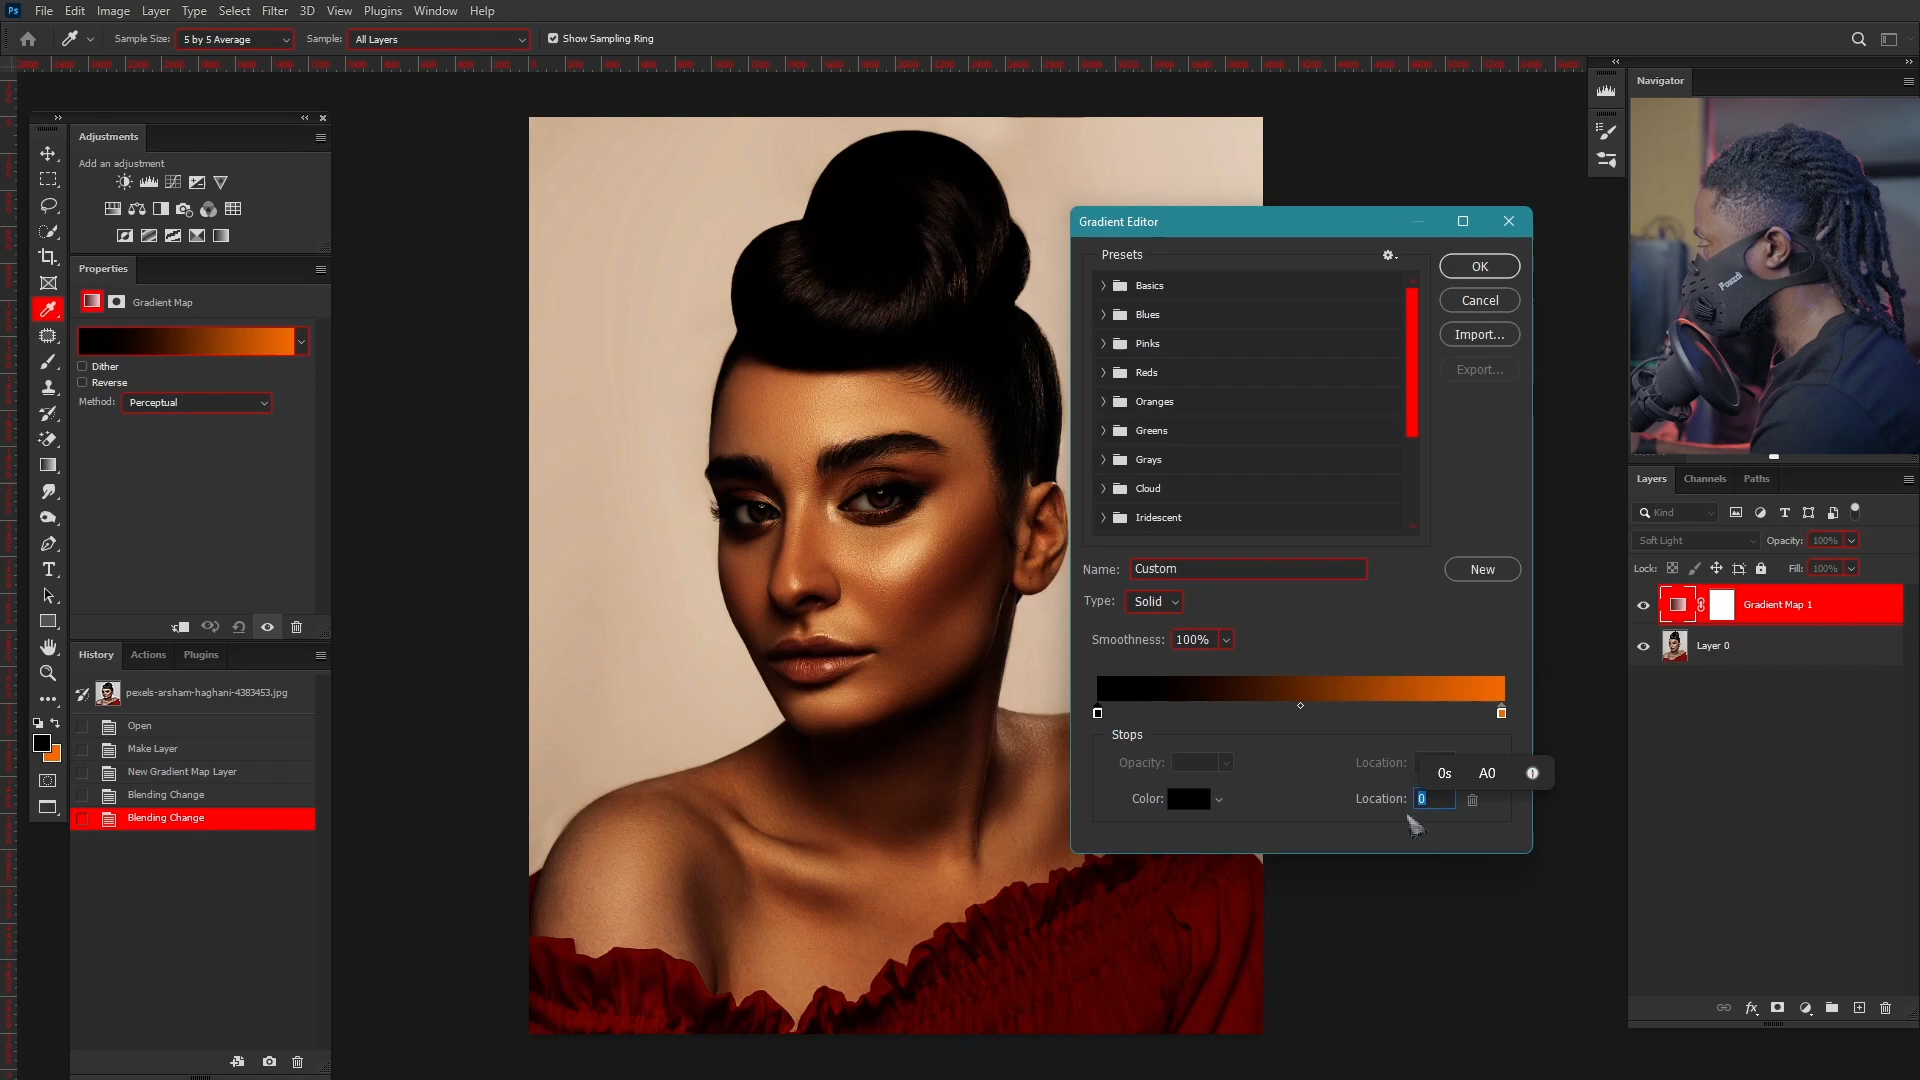 Ps File Edit Image Layer Type Select Filter 3D View Plugins Window Help
Sample Size: 5 by 5 Average Sample: All Layers Show Sampling Ring
Adjustments
Add an adjustment
Properties
Gradient Map
Dither
Reverse
Method: Perceptual
History Actions Plugins
pexels-arsham-haghani-4383453.jpg
Open
Make Layer
New Gradient Map Layer
Blending Change
Blending Change
Gradient Editor
Presets
Basics
Blues
Pinks
Reds
Oranges
Greens
Grays
Cloud
Iridescent
OK
Cancel
Import...
Export...
Name: Custom
New
Type: Solid
Smoothness: 100%
Stops
Opacity: Location:
0s A0
Color: Location: 0
Navigator
Layers Channels Paths
Kind
Soft Light Opacity: 100%
Lock: Fill: 100%
Gradient Map 1
Layer 0
fx